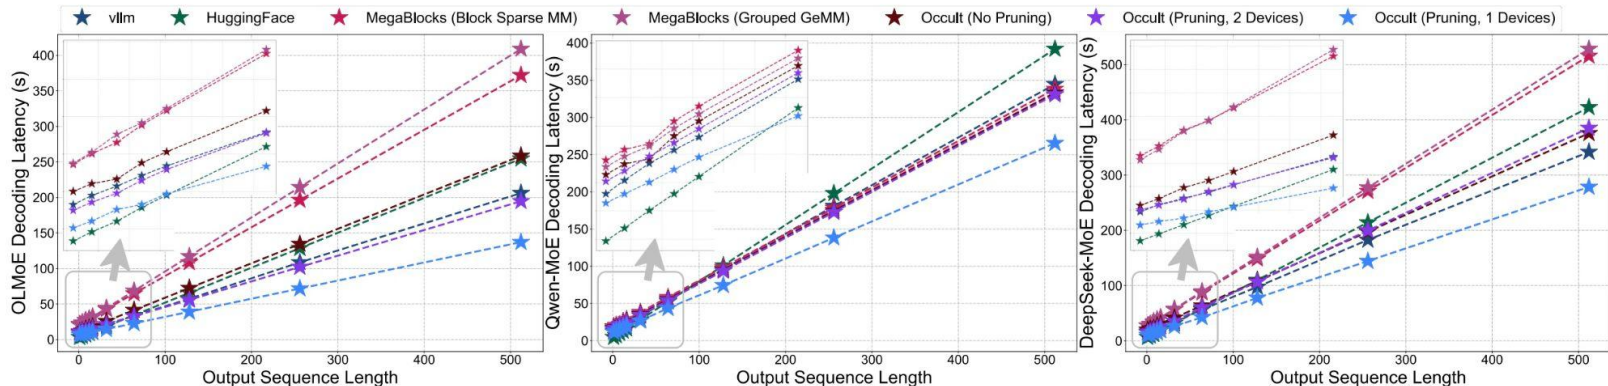 vllm HuggingFace MegaBlocks (Block Sparse MM) MegaBlocks (Grouped GeMM) Occult (No Pruning) Occult (Pruning, 2 Devices) Occult (Pruning, 1 Devices)
OLMoE Decoding Latency (s)
400
350
300
250
200
150
100
50
0
0 100 200 300 400 500
Output Sequence Length
Qwen-MoE Decoding Latency (s)
400
350
300
250
200
150
100
50
0
0 100 200 300 400 500
Output Sequence Length
DeepSeek-MoE Decoding Latency (s)
500
400
300
200
100
0
0 100 200 300 400 500
Output Sequence Length